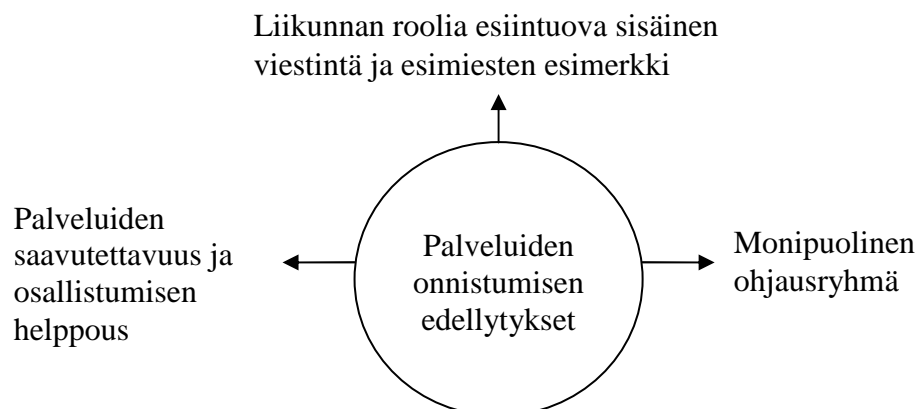 Liikunnan roolia esiintuova sisäinen
viestintä ja esimiesten esimerkki
Palveluiden
saavutettavuus ja
osallistumisen
helppous
Palveluiden
onnistumisen
edellytykset
Monipuolinen
ohjausryhmä